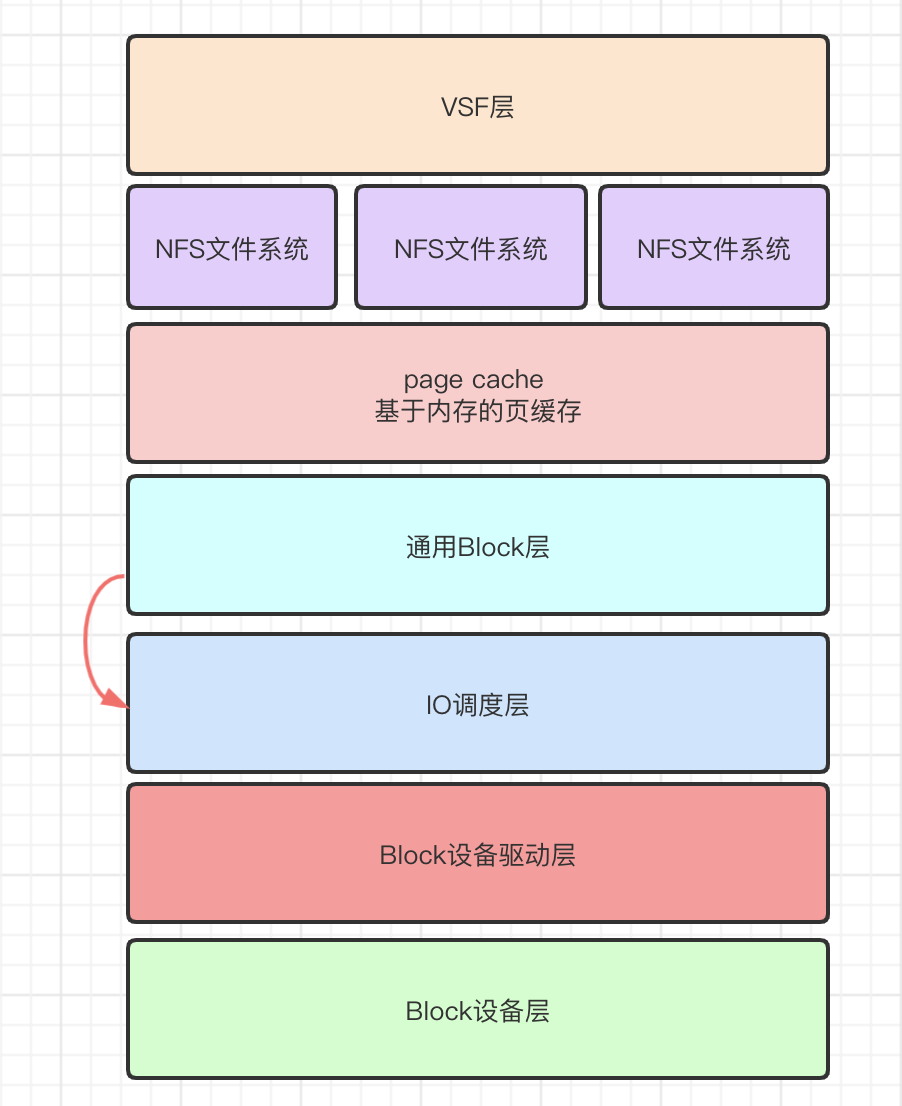 VSF层
NFS文件系统
NFS文件系统
NFS文件系统
page cache
基于内存的页缓存
通用Block层
IO调度层
Block设备驱动层
Block设备层